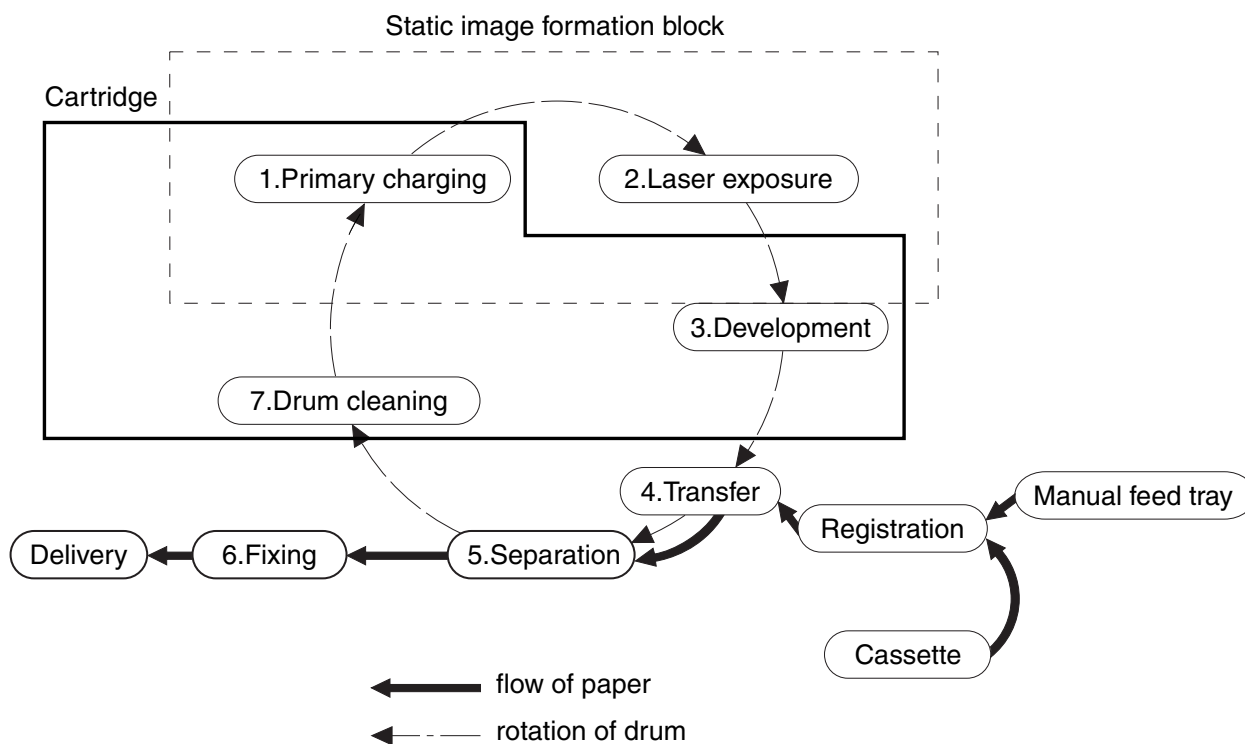 Static image formation block
Cartridge
1.Primary charging
2.Laser exposure
3.Development
7.Drum cleaning
4.Transfer
Manual feed tray
Registration
Delivery
6.Fixing
5.Separation
Cassette
flow of paper
rotation of drum